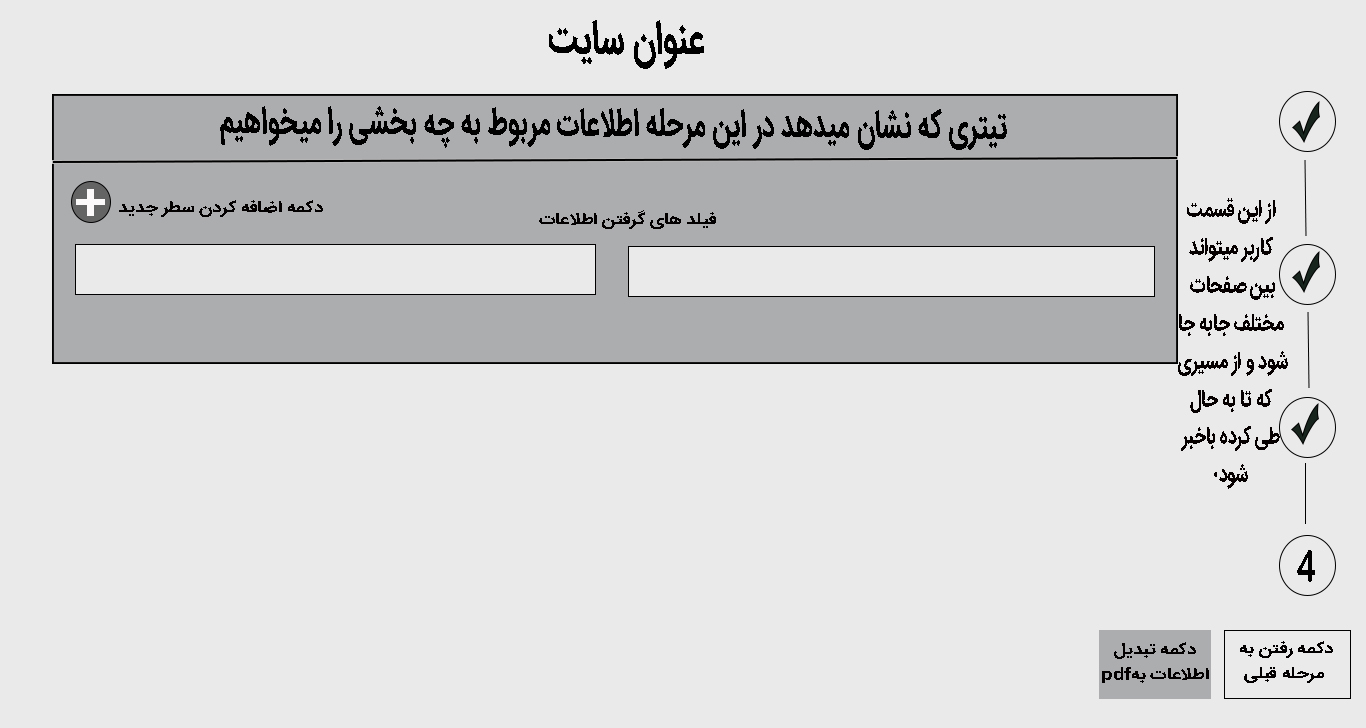 عنوان سایت
تیتری که نشان میدهد در این مرحله اطلاعات مربوط به چه بخشی را میخواهیم
فیلد های گرفتن اطلاعات
دکمه اضافه کردن سطر جدید
از این قسمت
کاربر میتواند
بین صفحات
مختلف جابه جا
شود و از مسیری
که تا به حال
طی کرده باخبر
شود.
4
دکمه رفتن به
مرحله قبلی
دکمه تبدیل
اطلاعات بهpdf